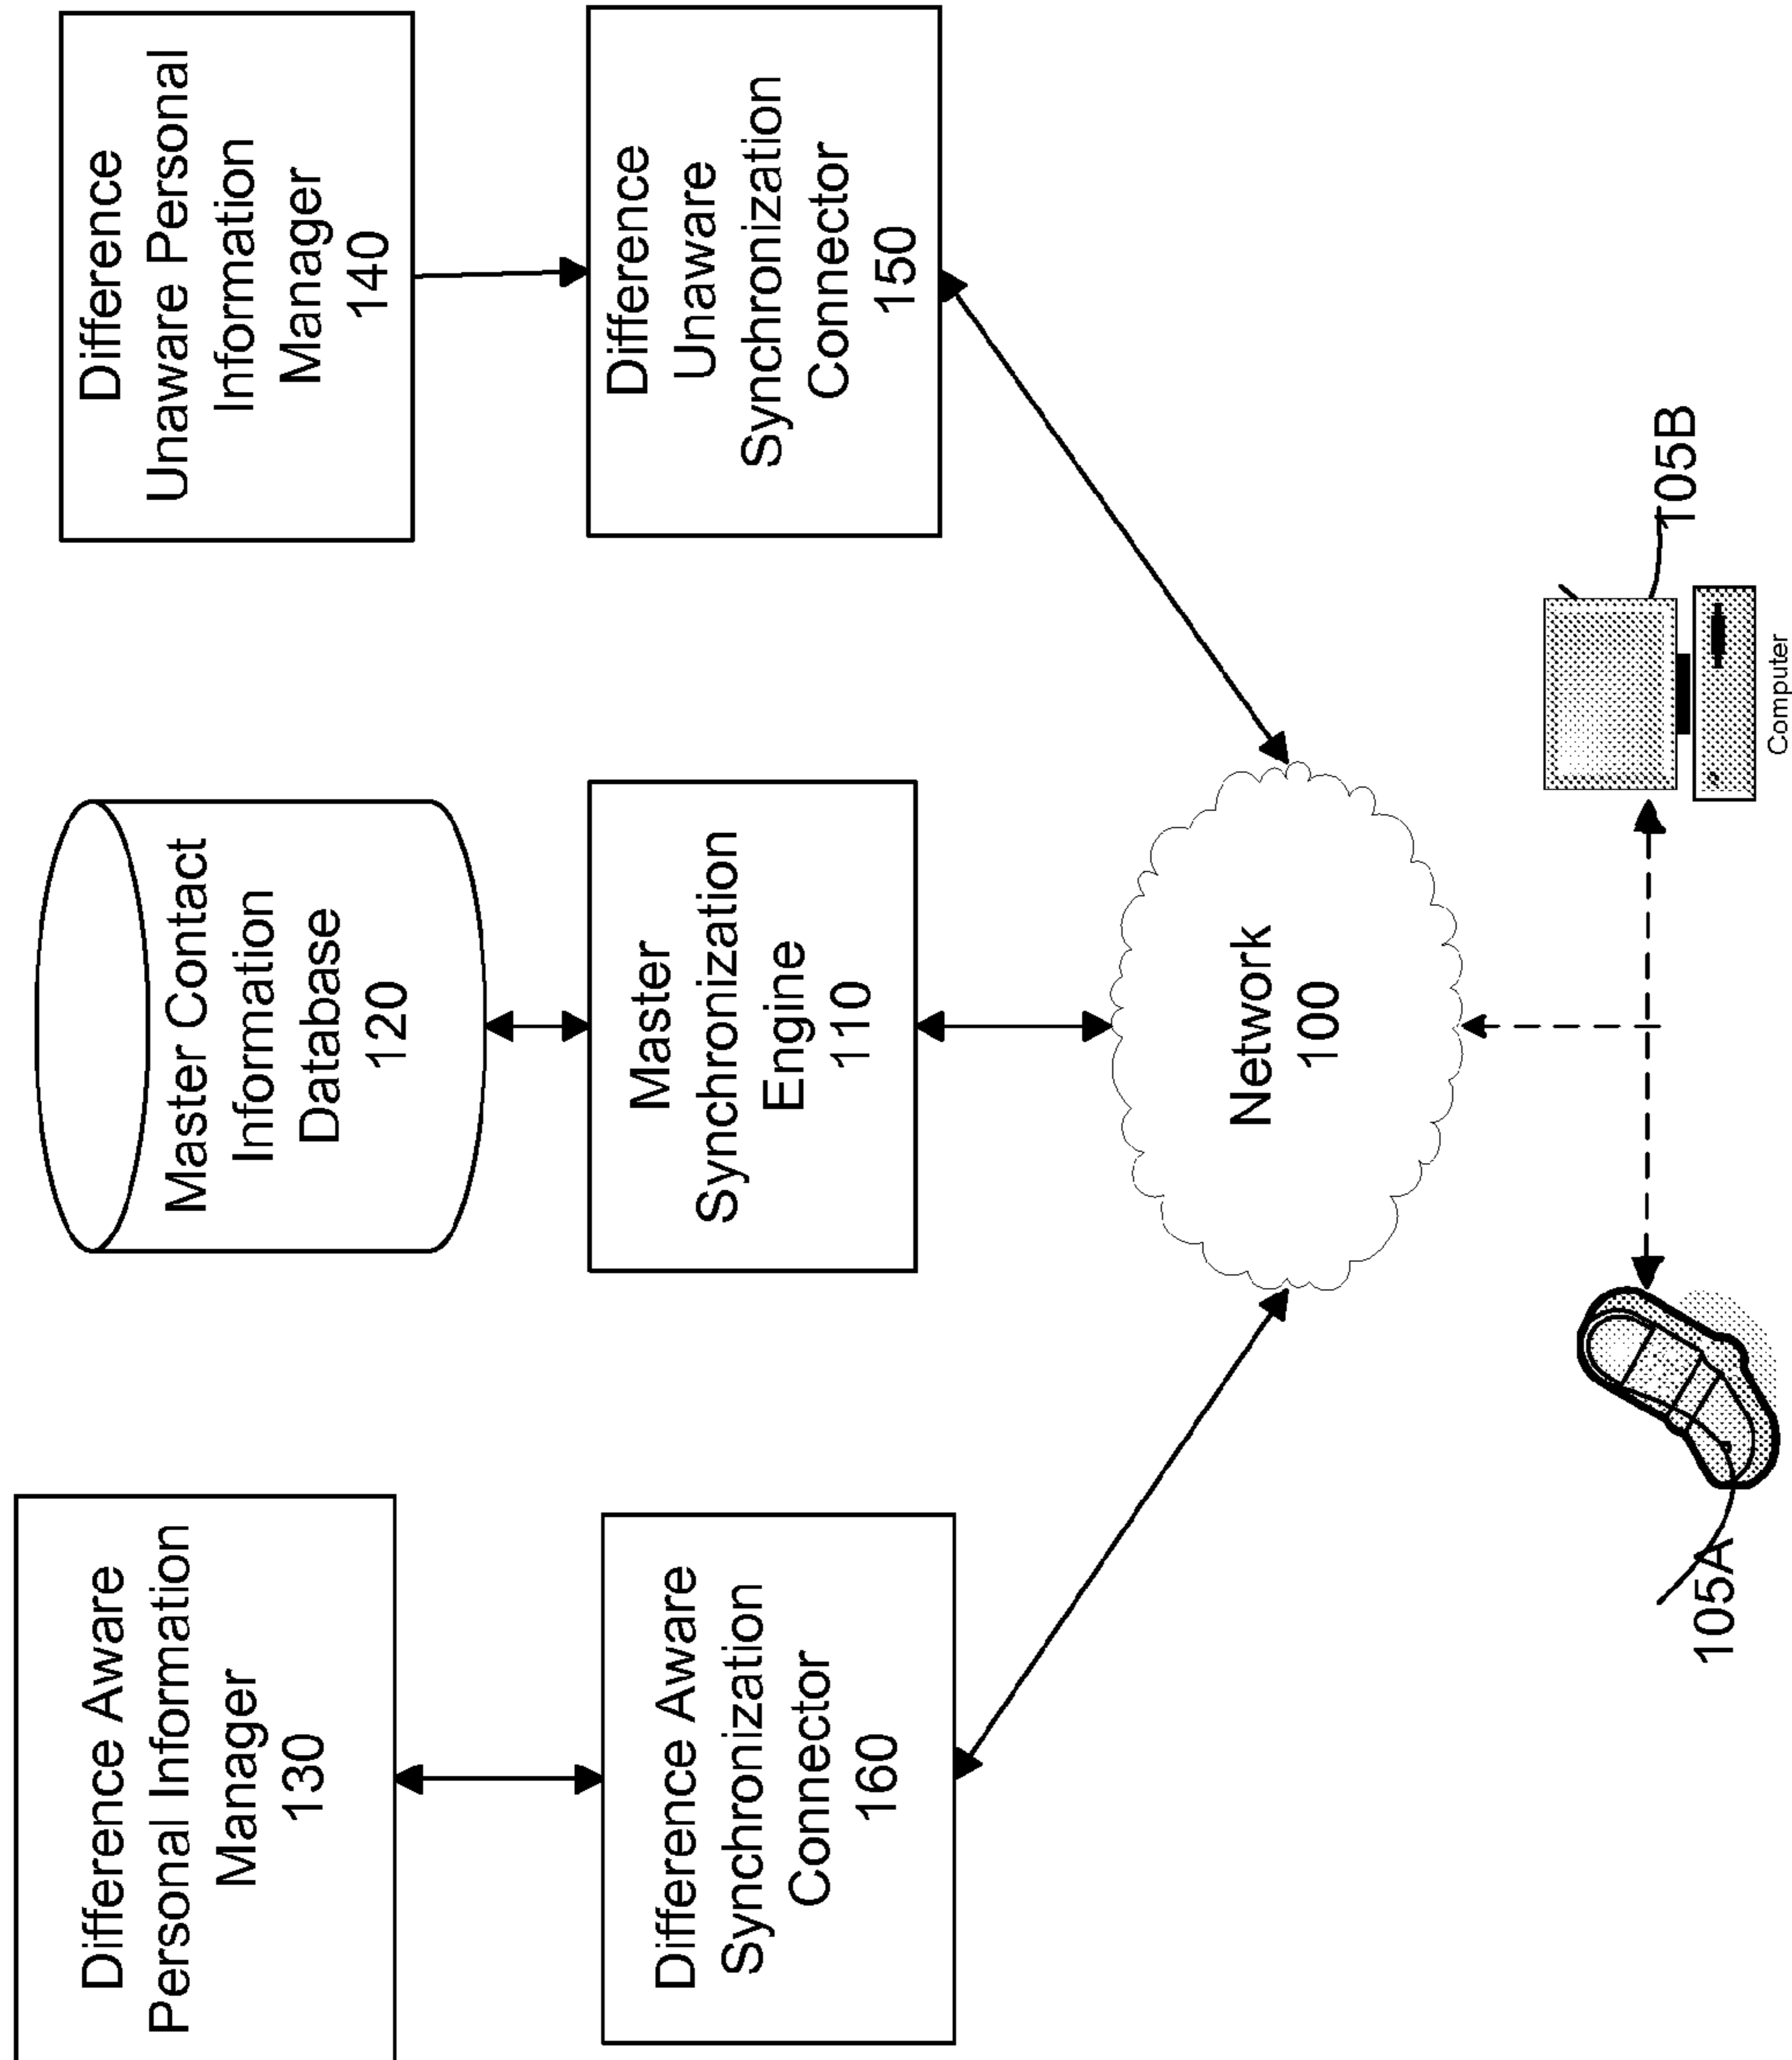 Difference Aware
Personal Information
Manager
130
Master Contact
Information
Database
120
Difference
Unaware Personal
Information
Manager
140
Difference Aware
Synchronization
Connector
160
Master
Synchronization
Engine
110
Difference
Unaware
Synchronization
Connector
150
Network
100
105A
105B
Computer